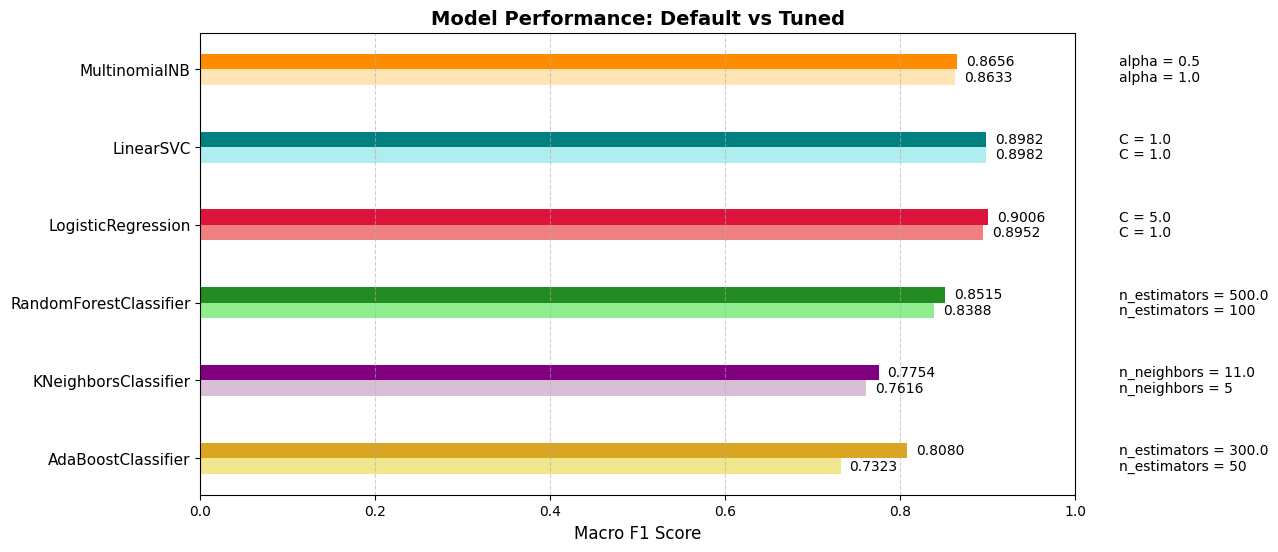 Model Performance: Default vs Tuned
MultinomialNB
0.8656
alpha = 0.5
0.8633
alpha = 1.0
LinearSVC
0.8982
C = 1.0
0.8982
C = 1.0
LogisticRegression
0.9006
C = 5.0
0.8952
C = 1.0
RandomForestClassifier
0.8515
n_estimators = 500.0
0.8388
n_estimators = 100
KNeighborsClassifier
0.7754
n_neighbors = 11.0
0.7616
n_neighbors = 5
AdaBoostClassifier
0.8080
n_estimators = 300.0
0.7323
n_estimators = 50
0.0 0.2 0.4 0.6 0.8 1.0
Macro F1 Score